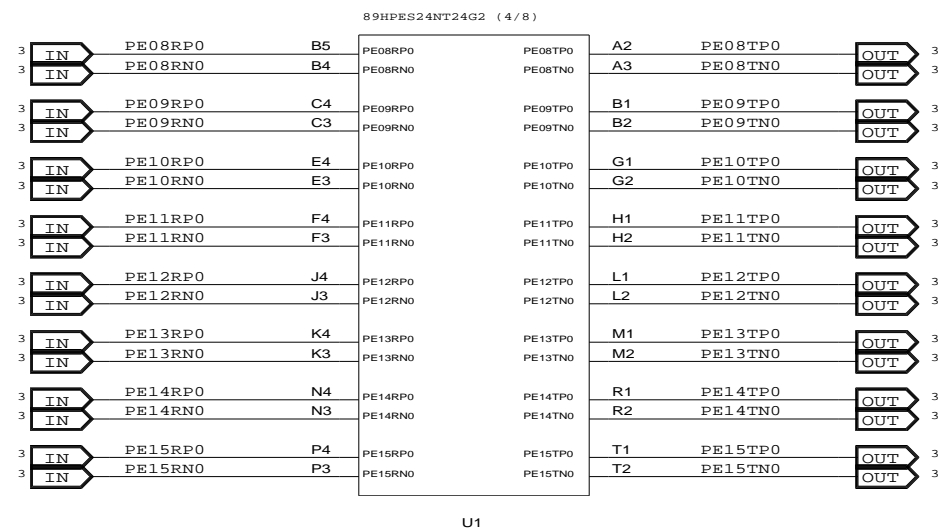 89HPES24NT24G2 (4/8)
3 IN PE08RP0 B5 PE08RP0 PE08TP0 A2 PE08TP0 OUT 3
3 IN PE08RN0 B4 PE08RN0 PE08TN0 A3 PE08TN0 OUT 3
3 IN PE09RP0 C4 PE09RP0 PE09TP0 B1 PE09TP0 OUT 3
3 IN PE09RN0 C3 PE09RN0 PE09TN0 B2 PE09TN0 OUT 3
3 IN PE10RP0 E4 PE10RP0 PE10TP0 G1 PE10TP0 OUT 3
3 IN PE10RN0 E3 PE10RN0 PE10TN0 G2 PE10TN0 OUT 3
3 IN PE11RP0 F4 PE11RP0 PE11TP0 H1 PE11TP0 OUT 3
3 IN PE11RN0 F3 PE11RN0 PE11TN0 H2 PE11TN0 OUT 3
3 IN PE12RP0 J4 PE12RP0 PE12TP0 L1 PE12TP0 OUT 3
3 IN PE12RN0 J3 PE12RN0 PE12TN0 L2 PE12TN0 OUT 3
3 IN PE13RP0 K4 PE13RP0 PE13TP0 M1 PE13TP0 OUT 3
3 IN PE13RN0 K3 PE13RN0 PE13TN0 M2 PE13TN0 OUT 3
3 IN PE14RP0 N4 PE14RP0 PE14TP0 R1 PE14TP0 OUT 3
3 IN PE14RN0 N3 PE14RN0 PE14TN0 R2 PE14TN0 OUT 3
3 IN PE15RP0 P4 PE15RP0 PE15TP0 T1 PE15TP0 OUT 3
3 IN PE15RN0 P3 PE15RN0 PE15TN0 T2 PE15TN0 OUT 3
U1